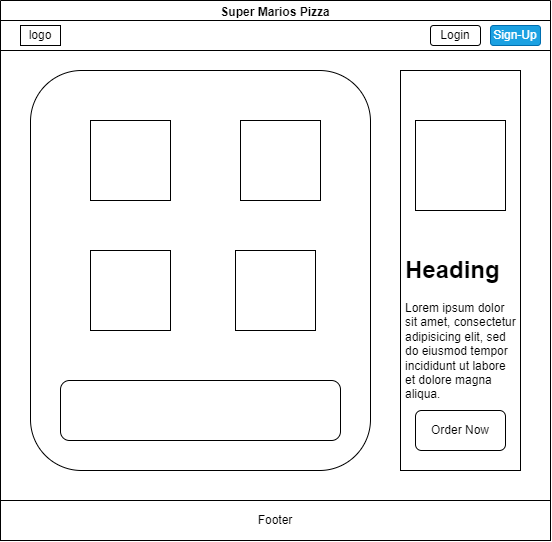 Super Marios Pizza
logo
Login
Sign-Up
Heading
Lorem ipsum dolor
sit amet, consectetur
adipisicing elit, sed
do eiusmod tempor
incididunt ut labore
et dolore magna
aliqua.
Order Now
Footer